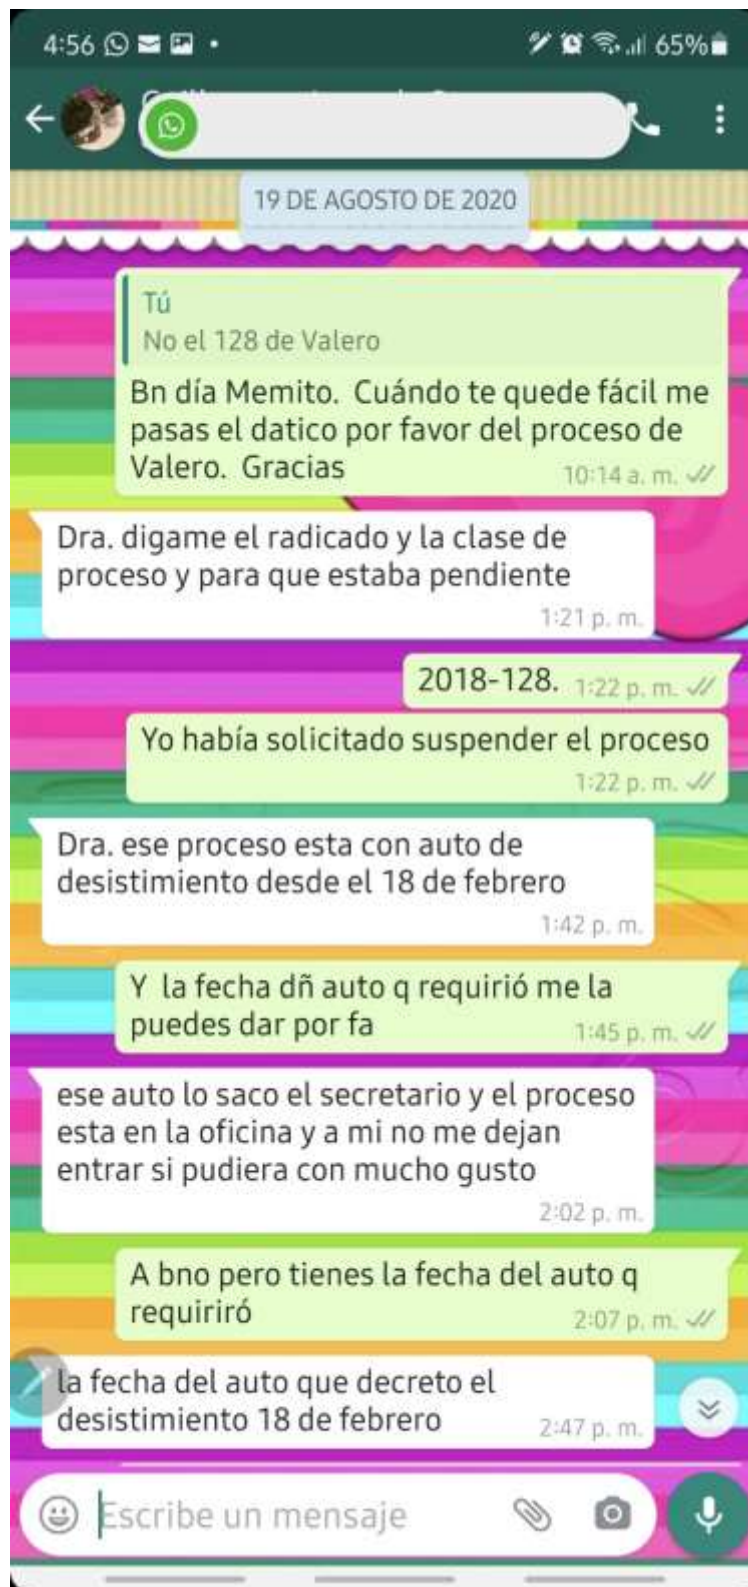 4:56
65%
19 DE AGOSTO DE 2020
Tú
No el 128 de Valero
Bn día Memito. Cuándo te quede fácil me
pasas el datico por favor del proceso de
Valero. Gracias
10:14 a. m.
Dra. digame el radicado y la clase de
proceso y para que estaba pendiente
1:21 p. m.
2018-128. 1:22 p. m.
Yo había solicitado suspender el proceso
1:22 p. m.
Dra. ese proceso esta con auto de
desistimiento desde el 18 de febrero
1:42 p. m.
Y la fecha dñ auto q requirió me la
puedes dar por fa 1:45 p. m.
ese auto lo saco el secretario y el proceso
esta en la oficina y a mi no me dejan
entrar si pudiera con mucho gusto
2:02 p. m.
A bno pero tienes la fecha del auto q
requiriró 2:07 p. m.
la fecha del auto que decreto el
desistimiento 18 de febrero 2:47 p. m.
Escribe un mensaje